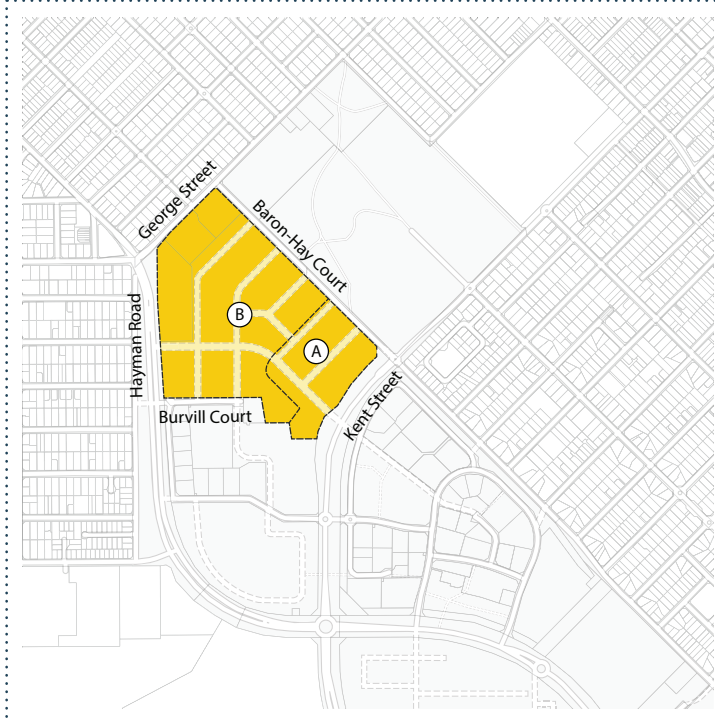 George Street
Baron-Hay Court
B
Hayman Road
A
Kent Street
Burvill Court